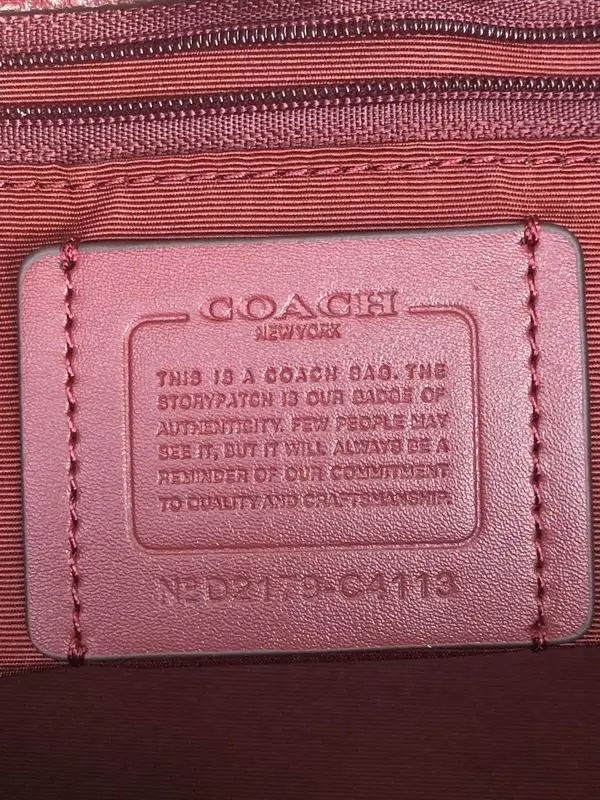 COACH
NEW YORK
THIS IS A COACH BAG. THE
STORYPATCH IS OUR BADGE OF
AUTHENTICITY. FEW PEOPLE MAY
SEE IT, BUT IT WILL ALWAYS BE A
REMINDER OF OUR COMMITMENT
TO QUALITY AND CRAFTSMANSHIP.
Nº D2179-C4113